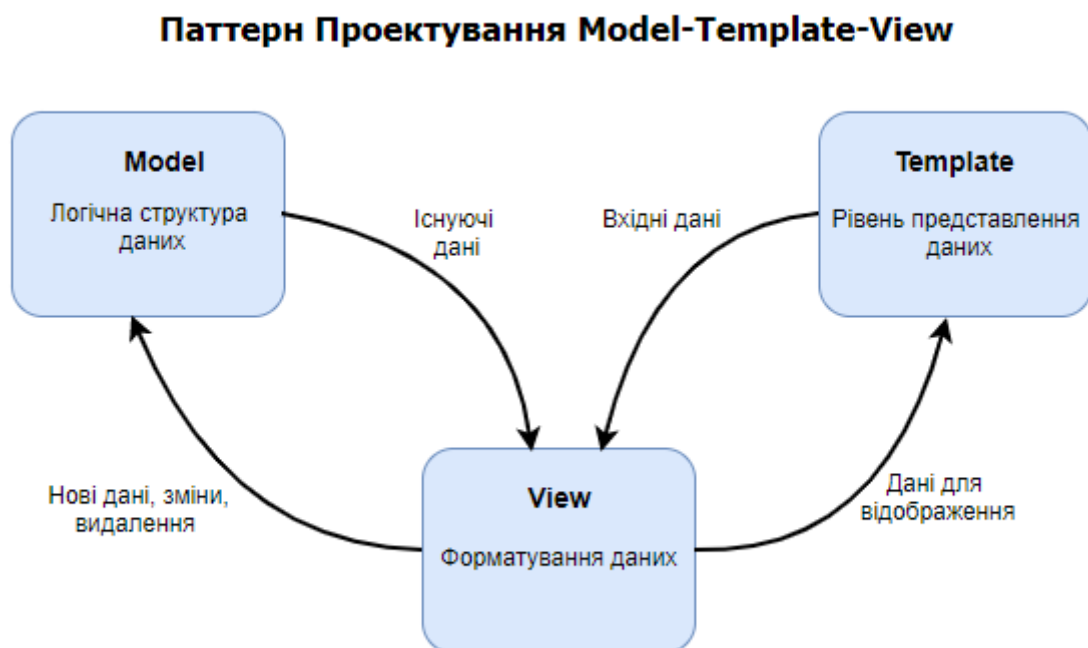 Паттерн Проектування Model-Template-View
Model
Логічна структура
даних
Існуючі
дані
Вхідні дані
Template
Рівень представлення
даних
Нові дані, зміни,
видалення
View
Форматування даних
Дані для
відображення